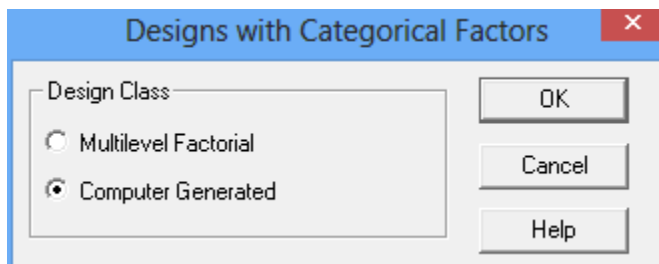 Designs with Categorical Factors
Design Class
Multilevel Factorial
Computer Generated
OK
Cancel
Help